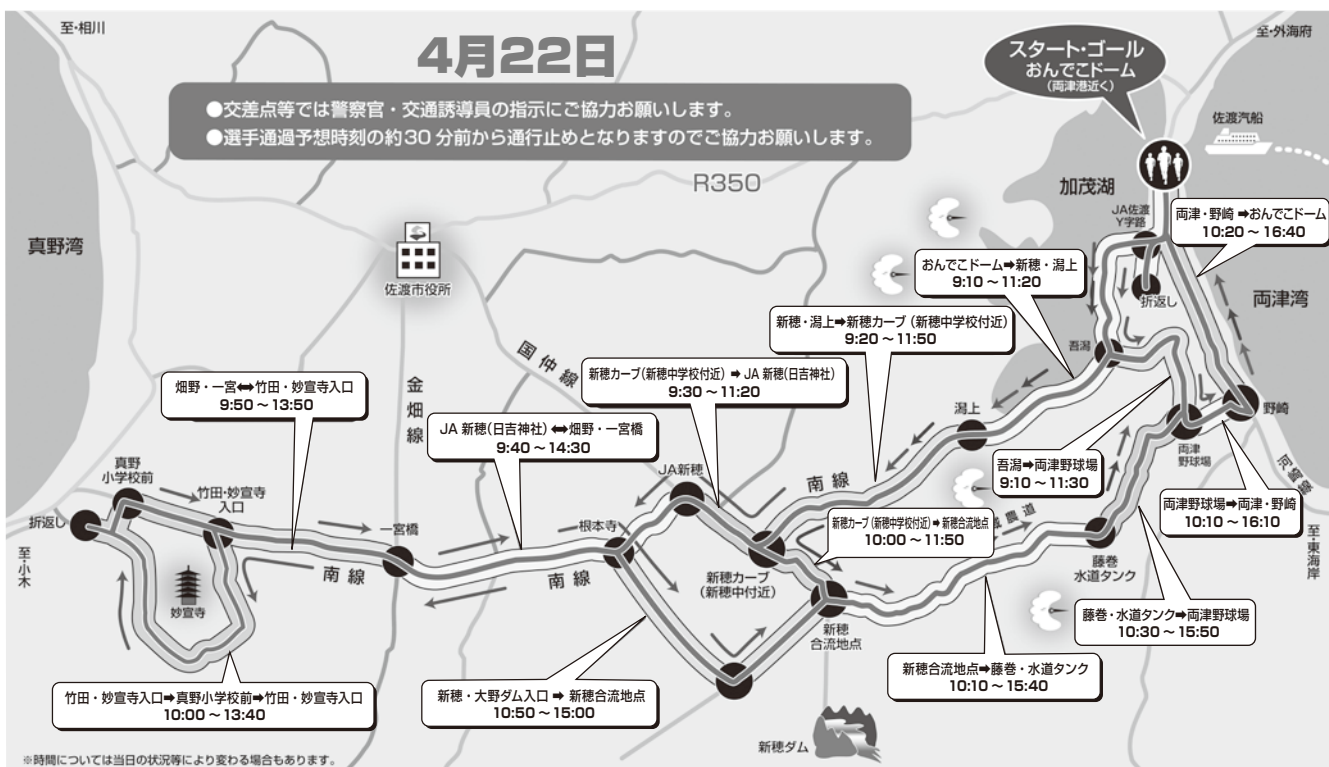 至・相川
4月22日
●交差点等では警察官・交通誘導員の指示にご協力お願いします。
●選手通過予想時刻の約30分前から通行止めとなりますのでご協力お願いします。
スタート・ゴール
おんでこドーム
(両津港近く)
至・外海府
佐渡汽船
R350
加茂湖
JA佐渡
Y字路
両津・野崎➡おんでこドーム
10:20～16:40
真野湾
佐渡市役所
おんでこドーム➡新穂・潟上
9:10～11:20
折返し
両津湾
新穂・潟上➡新穂カーブ(新穂中学校付近)
9:20～11:50
吾潟
国仲線
新穂カーブ(新穂中学校付近) ➡ JA新穂(日吉神社)
9:30～11:20
畑野・一宮⬌竹田・妙宣寺入口
9:50～13:50
金畑線
潟上
野崎
JA新穂(日吉神社) ⬌畑野・一宮橋
9:40～14:30
両津
野球場
吾潟➡両津野球場
9:10～11:30
真野
小学校前
竹田・妙宣寺
入口
JA新穂
南線
両津野球場➡両津・野崎
10:10～16:10
折返し
一宮橋
根本寺
新穂カーブ(新穂中学校付近)➡新穂合流地点
10:00～11:50
農道
至・小木
南線
南線
新穂カーブ
(新穂中付近)
藤巻
水道タンク
至・東海岸
妙宣寺
新穂
合流地点
藤巻・水道タンク➡両津野球場
10:30～15:50
新穂合流地点➡藤巻・水道タンク
10:10～15:40
竹田・妙宣寺入口➡真野小学校前➡竹田・妙宣寺入口
10:00～13:40
新穂・大野ダム入口 ➡ 新穂合流地点
10:50～15:00
新穂ダム
※時間については当日の状況等により変わる場合もあります。